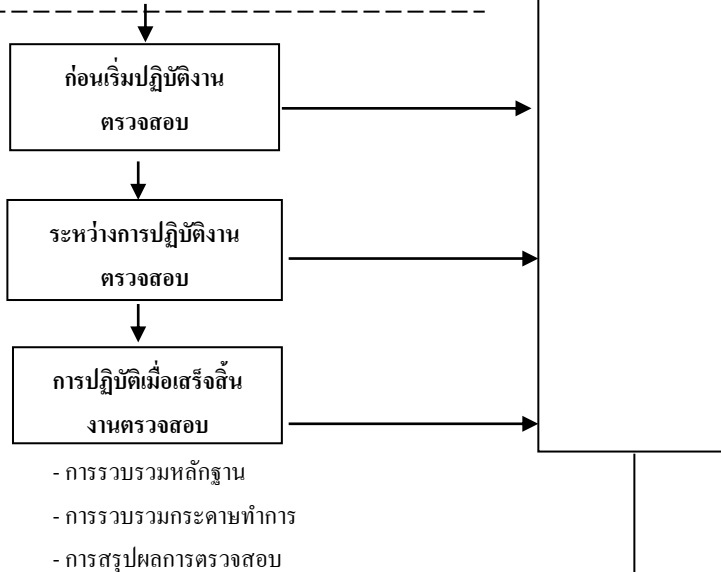 ก่อนเริ่มปฏิบัติงาน
ตรวจสอบ
ระหว่างการปฏิบัติงาน
ตรวจสอบ
การปฏิบัติเมื่อเสร็จสิ้น
งานตรวจสอบ
- การรวบรวมหลักฐาน
- การรวบรวมกระดาษทำการ
- การสรุปผลการตรวจสอบ